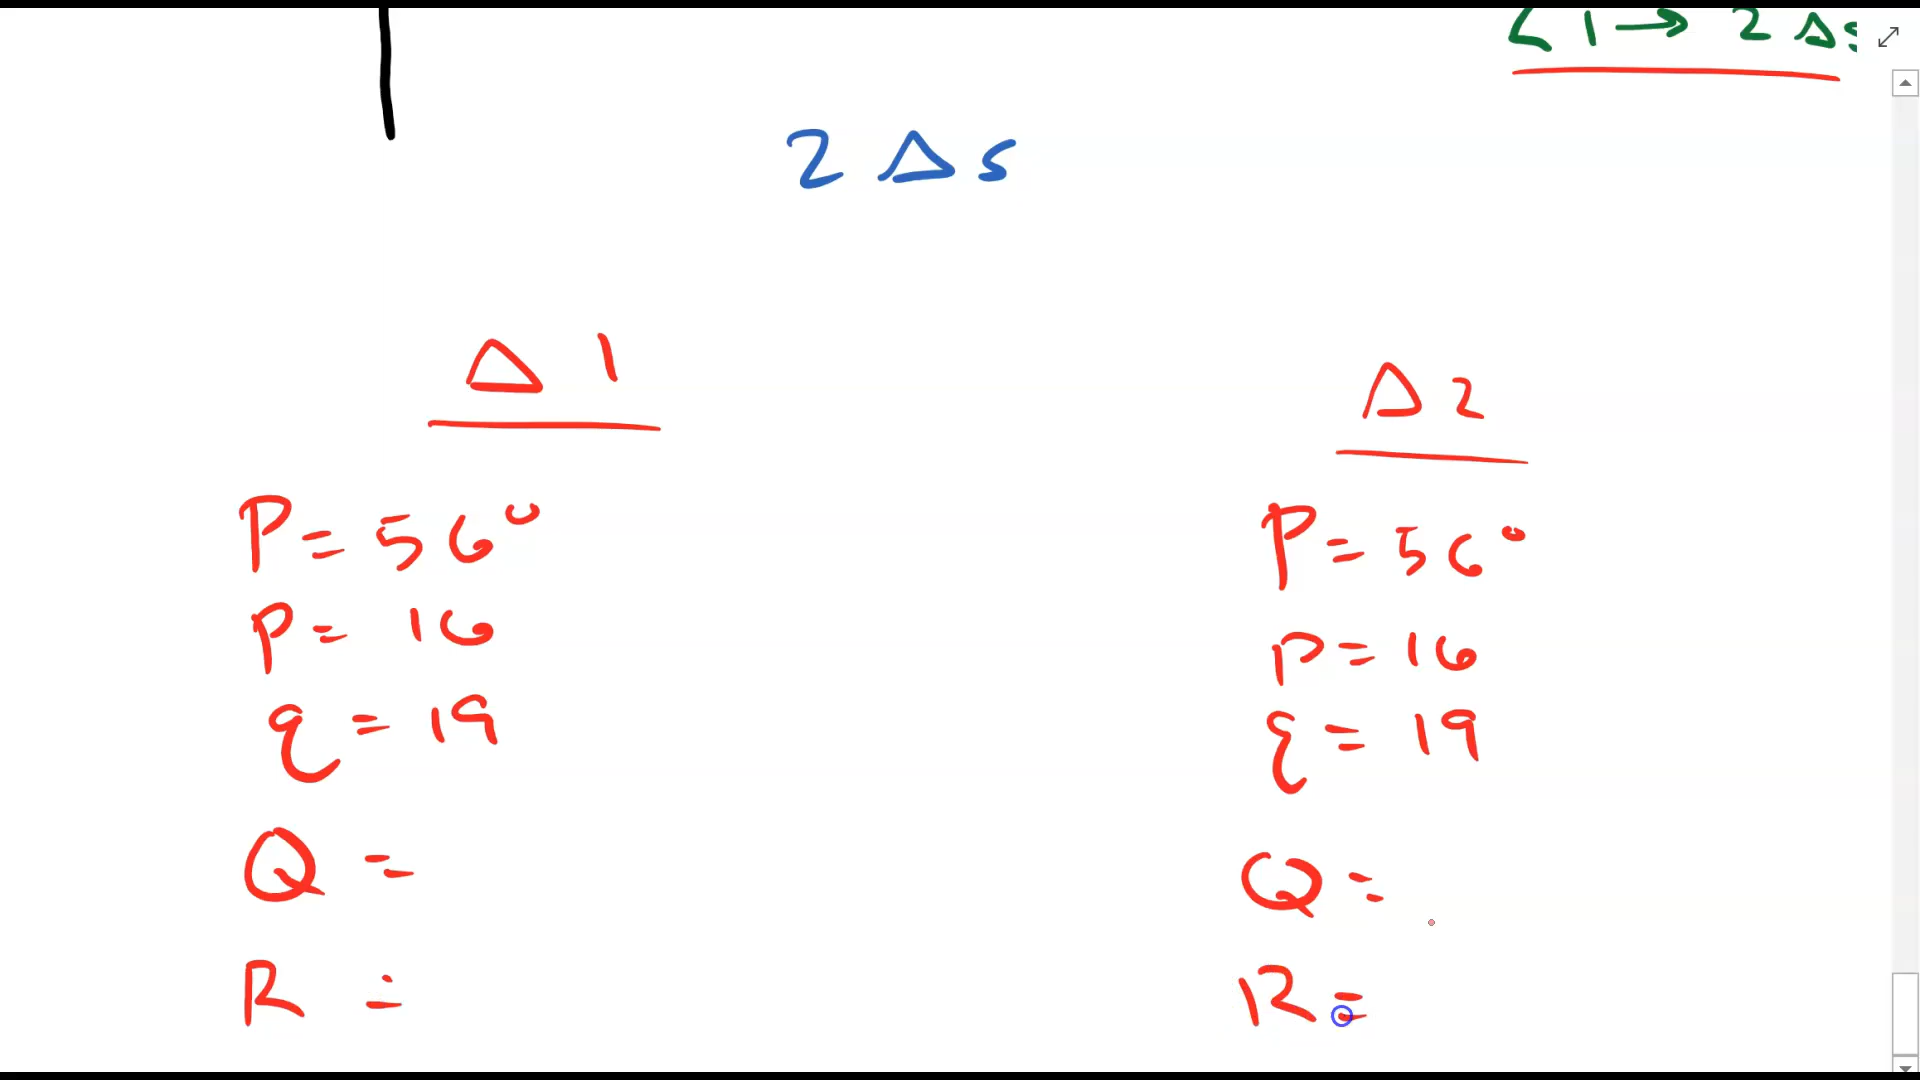 < 1 → 2 Δs
2 Δs
Δ 1
Δ 2
P = 56°
p = 16
q = 19
Q =
R =
P = 56°
p = 16
q = 19
Q =
R =